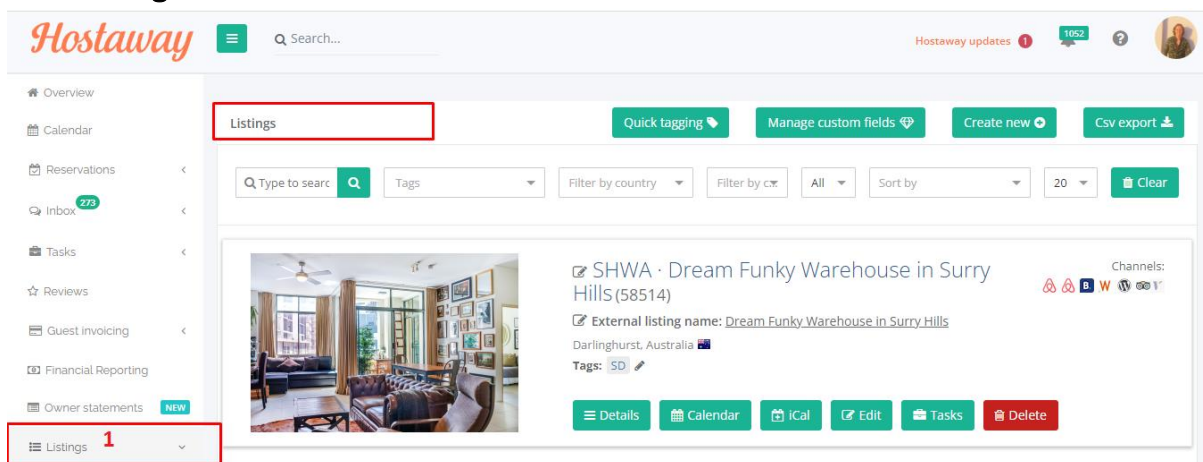 Hostaway
Search...
Hostaway updates 1
1052
Overview
Calendar
Reservations
Inbox 273
Tasks
Reviews
Guest invoicing
Financial Reporting
Owner statements NEW
Listings 1
Listings
Quick tagging
Manage custom fields
Create new
Csv export
Type to searc
Tags
Filter by country
All
Sort by
20
Clear
SHWA · Dream Funky Warehouse in Surry
Hills (58514)
External listing name: Dream Funky Warehouse in Surry Hills
Darlinghurst, Australia
Tags: SD
Channels:
B. W
Details
Calendar
iCal
Edit
Tasks
Delete